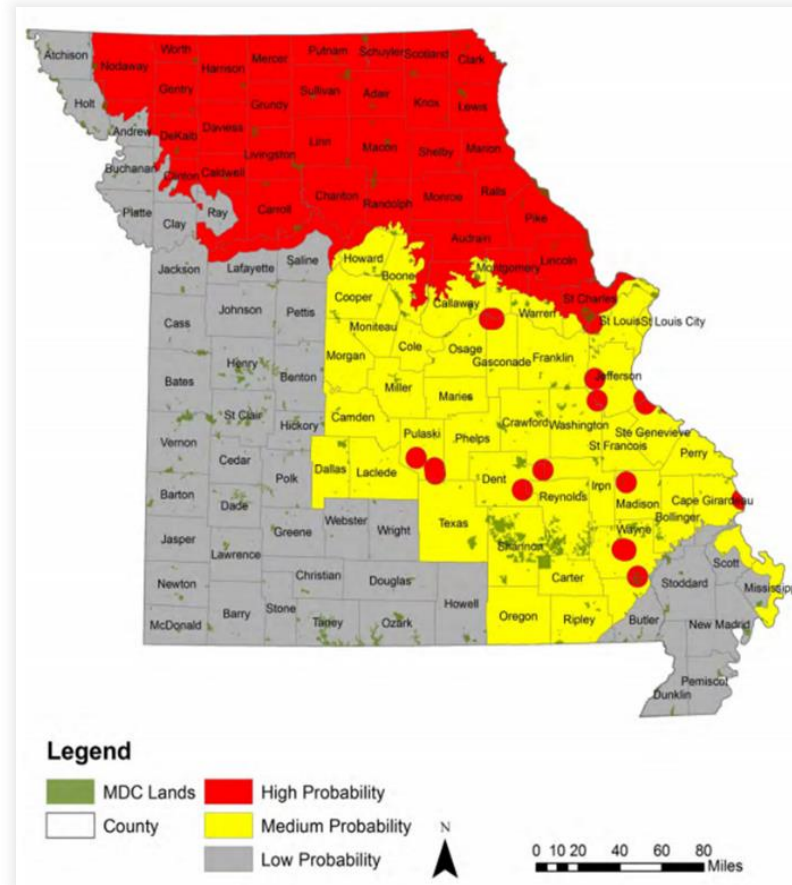 Atchison
Nodaway
Worth
Harrison
Mercer
Putnam
Schuyler
Scotland
Clark
Holt
Gentry
Sullivan
Adair
Knox
Lewis
Grundy
Andrew
DeKalb
Daviess
Linn
Macon
Shelby
Marion
Livingston
Buchanan
Clinton
Caldwell
Chariton
Randolph
Monroe
Ralls
Platte
Clay
Ray
Carroll
Pike
Audrain
Saline
Howard
Boone
Montgomery
Lincoln
Jackson
Lafayette
Cooper
Callaway
Warren
St Charles
Johnson
Pettis
Moniteau
St Louis
St Louis City
Cass
Cole
Osage
Gasconade
Franklin
Morgan
Jefferson
Henry
Bates
Benton
Miller
Maries
St Clair
Camden
Crawford
Washington
Hickory
Pulaski
Phelps
Ste Genevieve
St Francois
Vernon
Cedar
Polk
Dallas
Laclede
Dent
Iron
Perry
Barton
Dade
Reynolds
Madison
Cape Girardeau
Bollinger
Greene
Webster
Wright
Texas
Wayne
Jasper
Lawrence
Shannon
Scott
Newton
Christian
Douglas
Carter
Stoddard
Mississipp
McDonald
Barry
Stone
Taney
Ozark
Howell
Oregon
Ripley
Butler
New Madrid
Pemiscot
Dunklin
Legend
MDC Lands
High Probability
County
Medium Probability
Low Probability
N
0 10 20 40 60 80
Miles